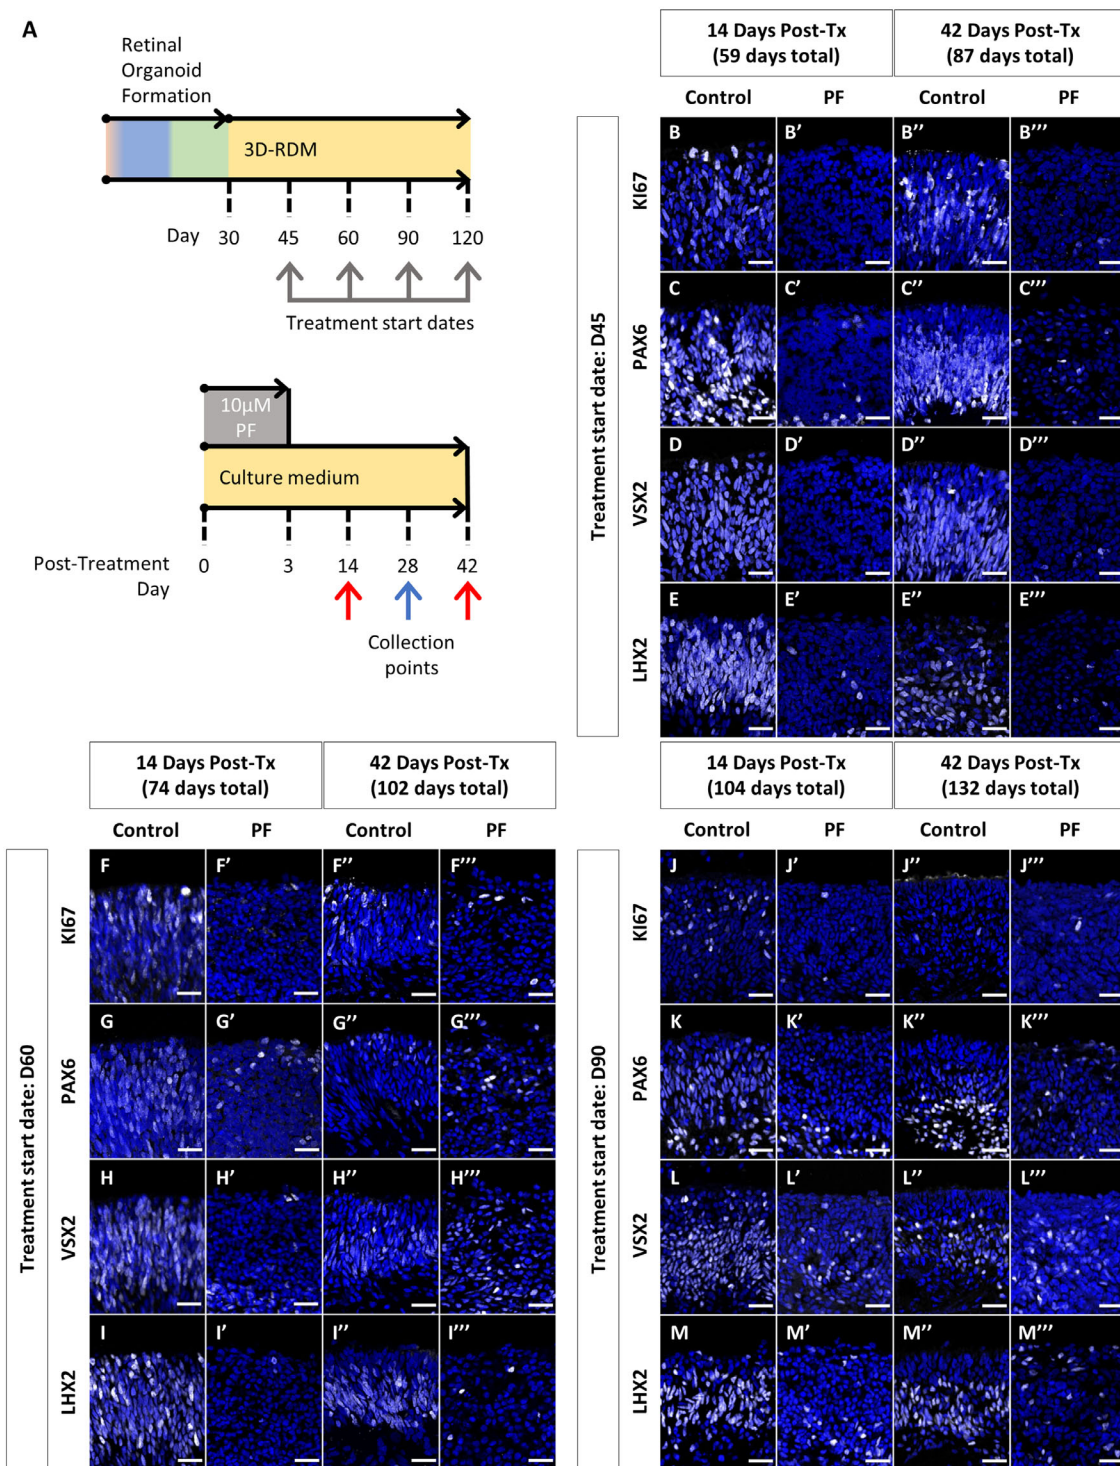 A
Retinal
Organoid
Formation
3D-RDM
Day 30 45 60 90 120
Treatment start dates
10µM
PF
Culture medium
Post-Treatment
Day
0 3 14 28 42
Collection
points
14 Days Post-Tx
(59 days total)
42 Days Post-Tx
(87 days total)
Control PF Control PF
Treatment start date: D45
KI67
B B' B'' B'''
PAX6
C C' C'' C'''
VSX2
D D' D'' D'''
LHX2
E E' E'' E'''
14 Days Post-Tx
(74 days total)
42 Days Post-Tx
(102 days total)
Control PF Control PF
Treatment start date: D60
KI67
F F' F'' F'''
PAX6
G G' G'' G'''
VSX2
H H' H'' H'''
LHX2
I I' I'' I'''
14 Days Post-Tx
(104 days total)
42 Days Post-Tx
(132 days total)
Control PF Control PF
Treatment start date: D90
KI67
J J' J'' J'''
PAX6
K K' K'' K'''
VSX2
L L' L'' L'''
LHX2
M M' M'' M'''